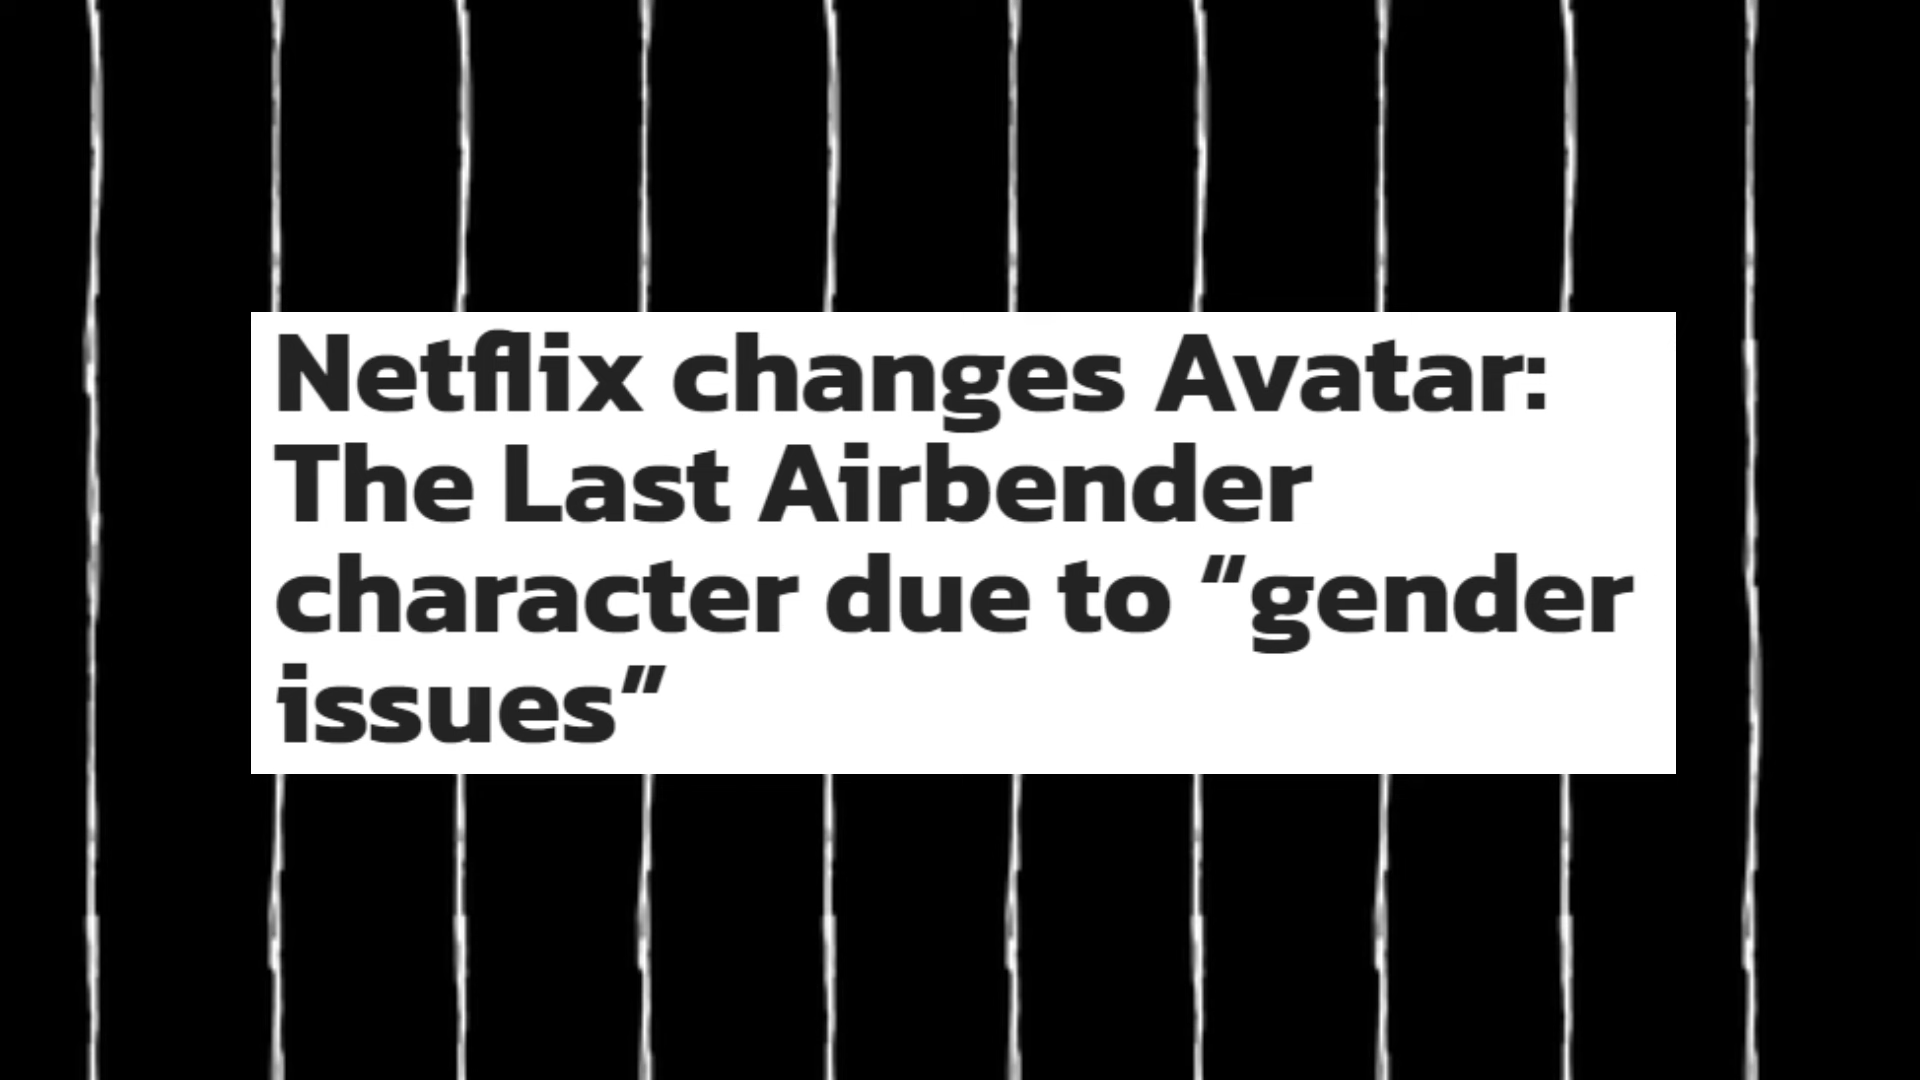 Netflix changes Avatar:
The Last Airbender
character due to “gender
issues”